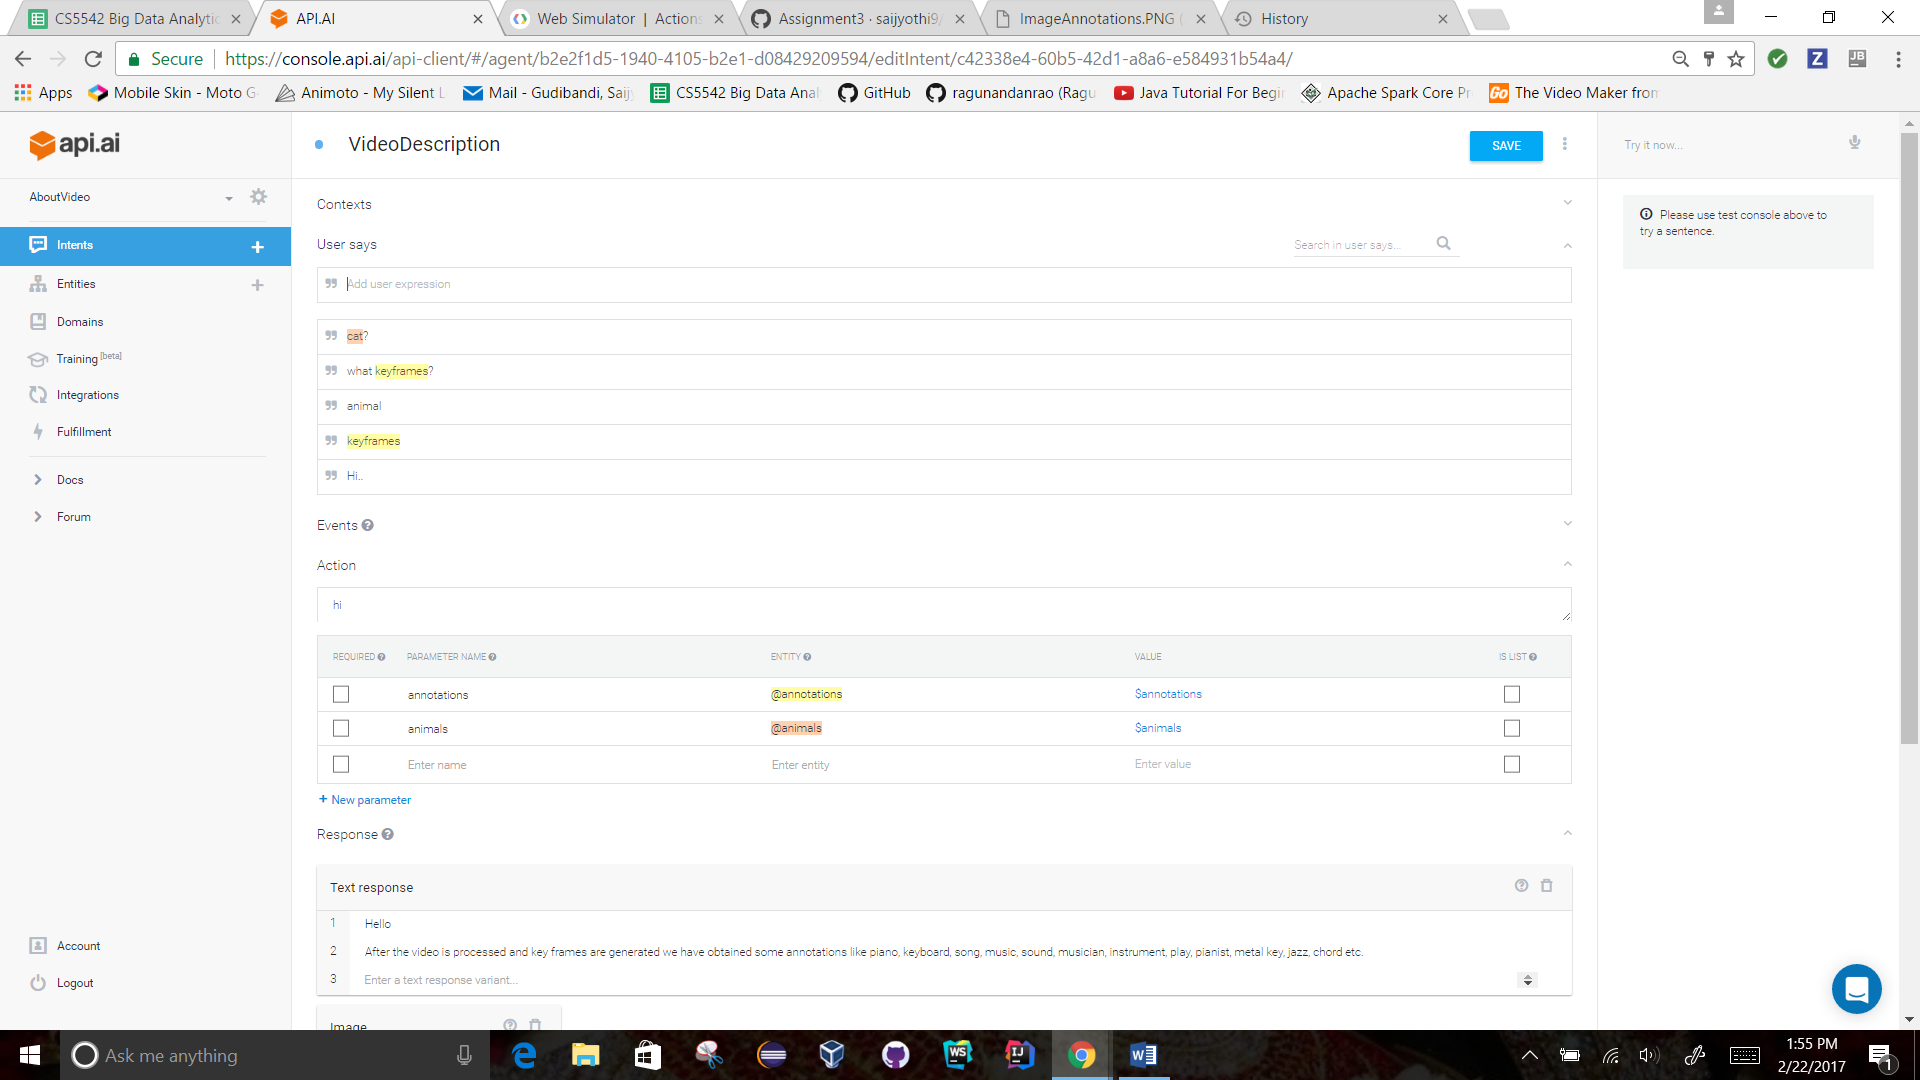 CS5542 Big Data Analytic
API.AI
Web Simulator | Actions
Assignment3 · saijyothi9/
ImageAnnotations.PNG (
History
Secure https://console.api.ai/api-client/#/agent/b2e2f1d5-1940-4105-b2e1-d08429209594/editIntent/c42338e4-60b5-42d1-a8a6-e584931b54a4/
Apps
Mobile Skin - Moto G
Animoto - My Silent
Mail - Gudibandi, Saijy
CS5542 Big Data Anal
GitHub
ragunandanrao (Ragu
Java Tutorial For Begin
Apache Spark Core Pr
Go
The Video Maker from
api.ai
VideoDescription
SAVE
Try it now...
AboutVideo
Please use test console above to
try a sentence.
Intents
Entities
Domains
Training [beta]
Integrations
Fulfillment
Docs
Forum
Account
Logout
Contexts
User says
Search in user says...
Add user expression
cat?
what keyframes?
animal
keyframes
Hi..
Events
Action
hi
REQUIRED PARAMETER NAME ENTITY VALUE IS LIST
annotations @annotations $annotations
animals @animals $animals
Enter name Enter entity Enter value
+ New parameter
Response
Text response
1 Hello
2 After the video is processed and key frames are generated we have obtained some annotations like piano, keyboard, song, music, sound, musician, instrument, play, pianist, metal key, jazz, chord etc.
3 Enter a text response variant...
Image
Ask me anything
1:55 PM
2/22/2017
1